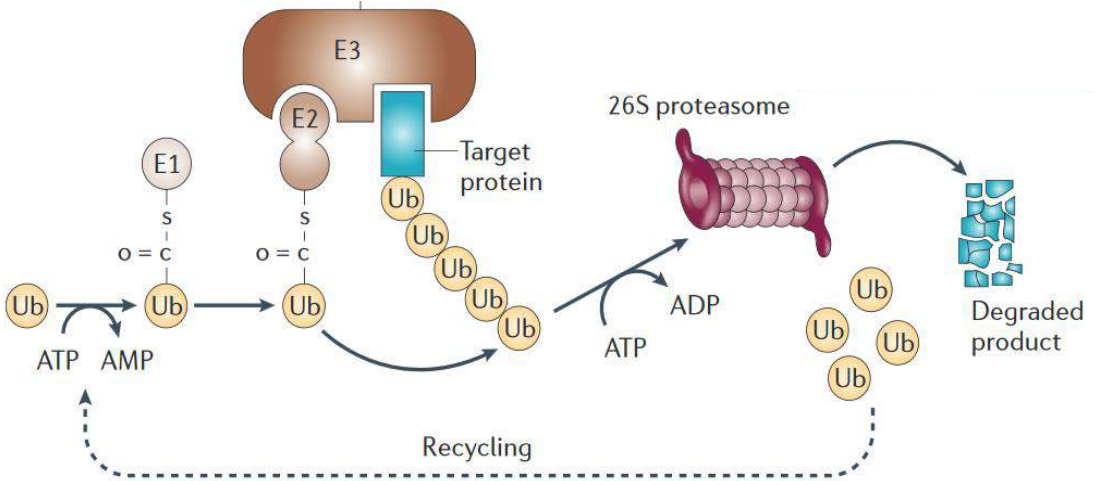 E3
E2
26S proteasome
E1
Target
protein
Ub
s
s
Ub
o = c
o = c
Ub
Ub
Ub
Ub
Ub
Ub
Ub
Ub
ADP
Ub
Ub
Degraded
product
ATP
AMP
ATP
Ub
Recycling